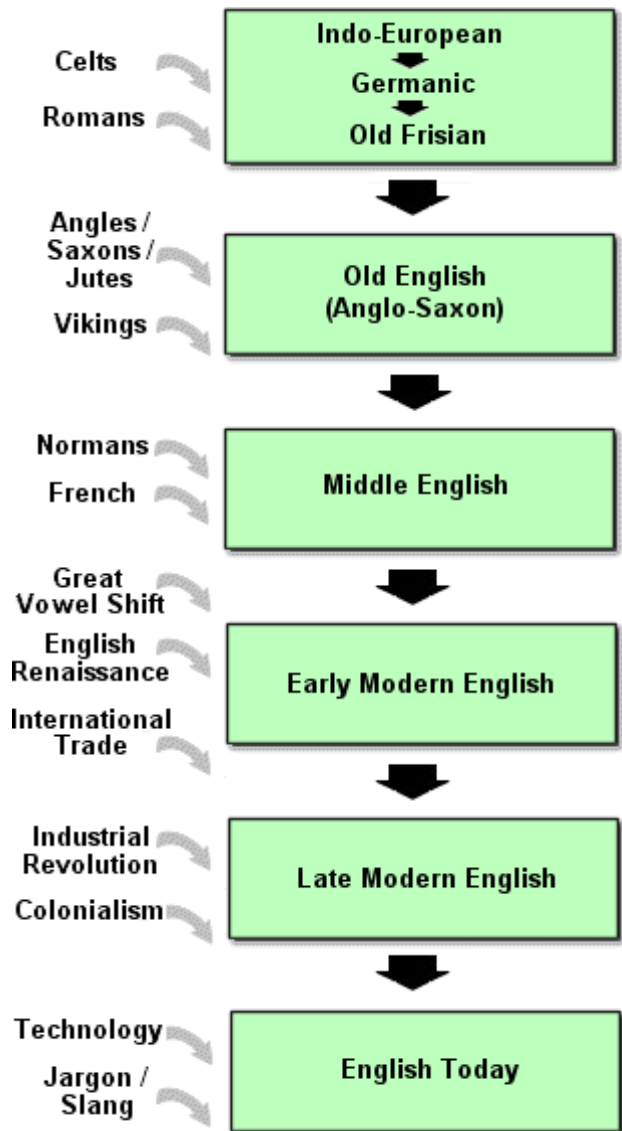 Indo-European
Celts
Germanic
Romans
Old Frisian
Angles /
Saxons /
Jutes
Old English
(Anglo-Saxon)
Vikings
Normans
French
Middle English
Great
Vowel Shift
English
Renaissance
Early Modern English
International
Trade
Industrial
Revolution
Late Modern English
Colonialism
Technology
English Today
Jargon /
Slang